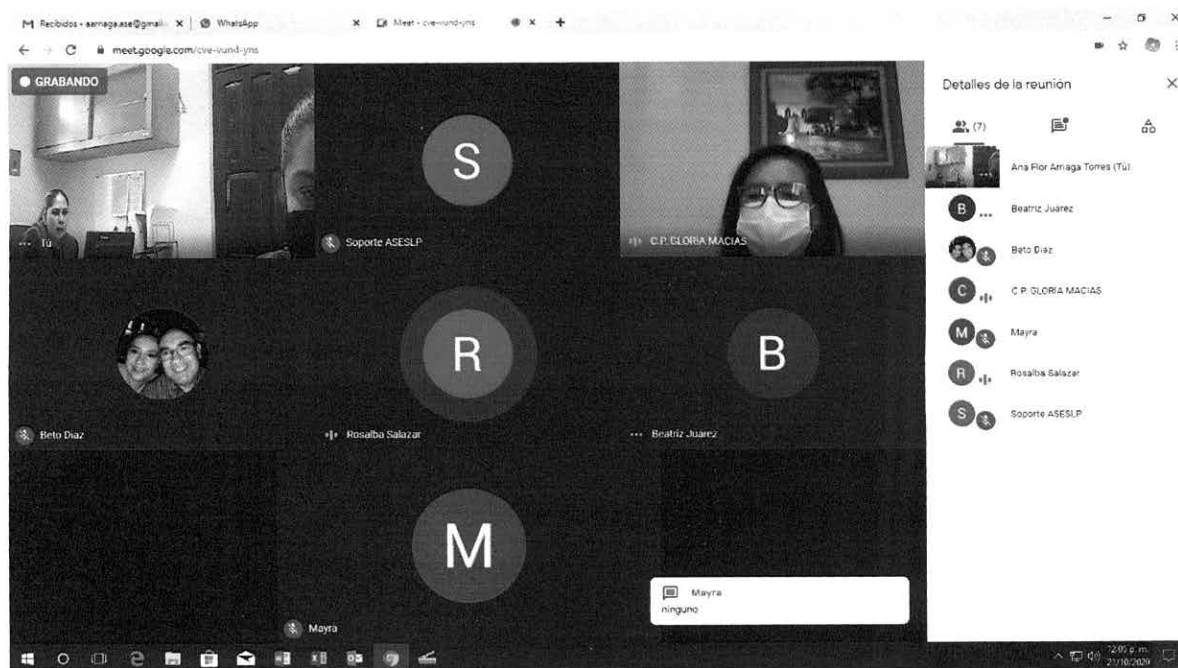 Recibidos - aarriaga.ase@gmail
WhatsApp
Meet - cve-vund-yns
meet.google.com/cve-vund-yns
GRABANDO
Tú
S
Soporte ASESLP
C.P. GLORIA MACIAS
Beto Diaz
R
Rosalba Salazar
B
Beatriz Juárez
M
Mayra
Mayra
ninguno
Detalles de la reunión
(7)
Ana Flor Arriaga Torres (Tú)
B
Beatriz Juárez
Beto Diaz
C
C.P. GLORIA MACIAS
M
Mayra
R
Rosalba Salazar
S
Soporte ASESLP
12:05 p. m.
21/10/2020